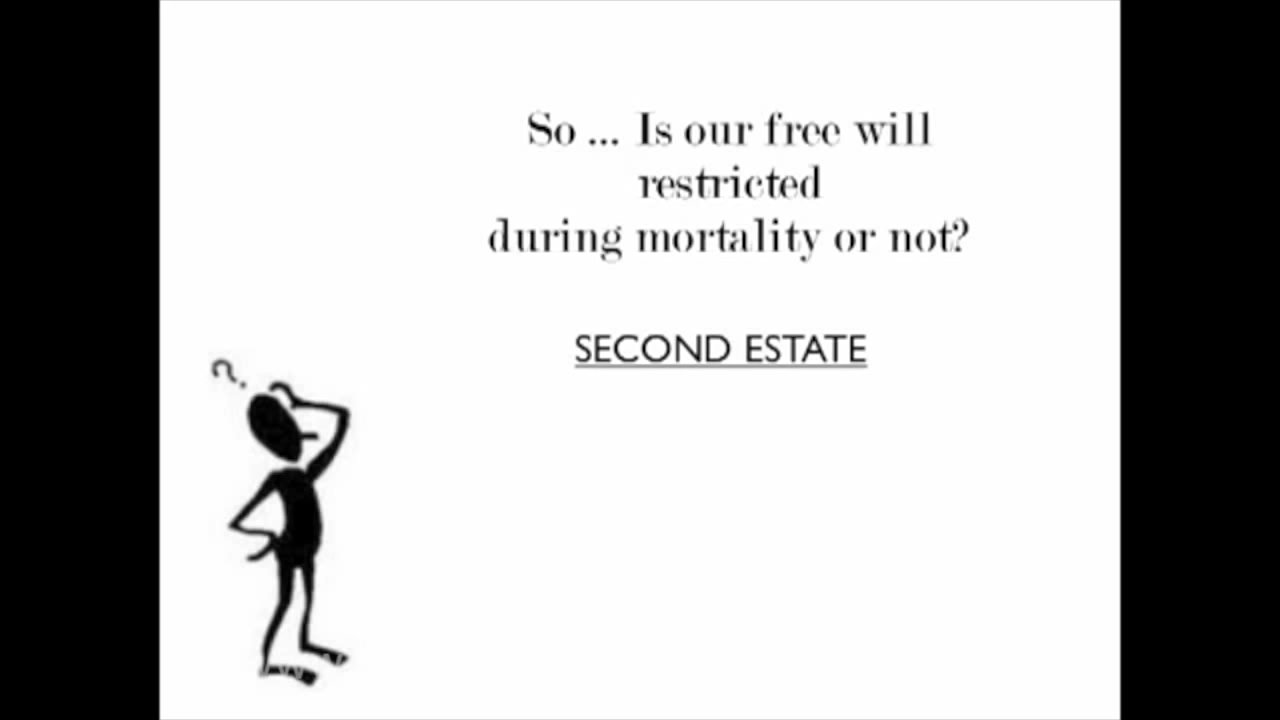 So ... Is our free will
restricted
during mortality or not?
SECOND ESTATE
?.